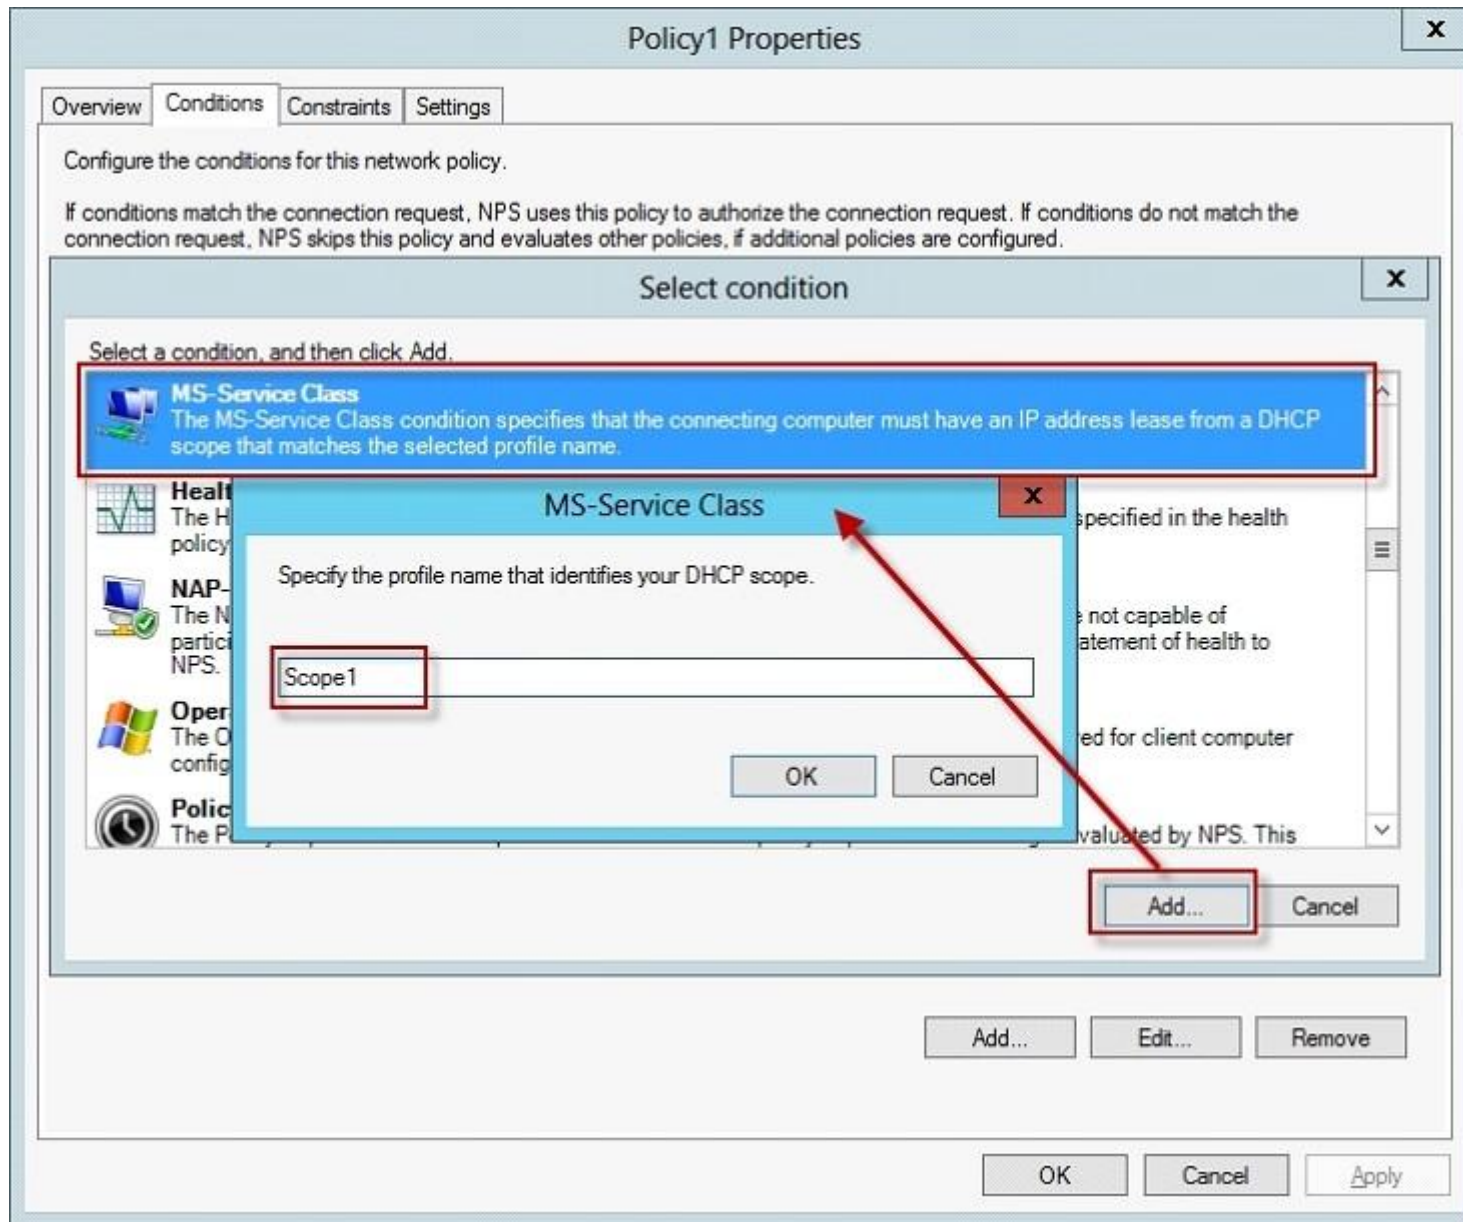 Policy1 Properties
x
Overview Conditions Constraints Settings
Configure the conditions for this network policy.
If conditions match the connection request, NPS uses this policy to authorize the connection request. If conditions do not match the
connection request, NPS skips this policy and evaluates other policies, if additional policies are configured.
Select condition
x
Select a condition, and then click Add.
MS-Service Class
The MS-Service Class condition specifies that the connecting computer must have an IP address lease from a DHCP
scope that matches the selected profile name.
Healt
The H
specified in the health
policy
MS-Service Class
x
Specify the profile name that identifies your DHCP scope.
NAP-
The N
not capable of
partici
atement of health to
NPS.
Scope1
Oper
The O
ed for client computer
config
OK Cancel
Polic
The P
valuated by NPS. This
Add... Cancel
Add... Edit... Remove
OK Cancel Apply